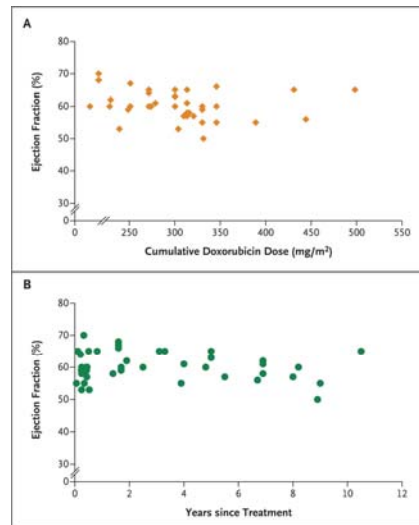 A
80
70
60
50
40
30
0
Ejection Fraction (%)
0 250 300 350 400 450 500 550
Cumulative Doxorubicin Dose (mg/m²)
B
80
70
60
50
40
30
0
Ejection Fraction (%)
0 2 4 6 8 10 12
Years since Treatment